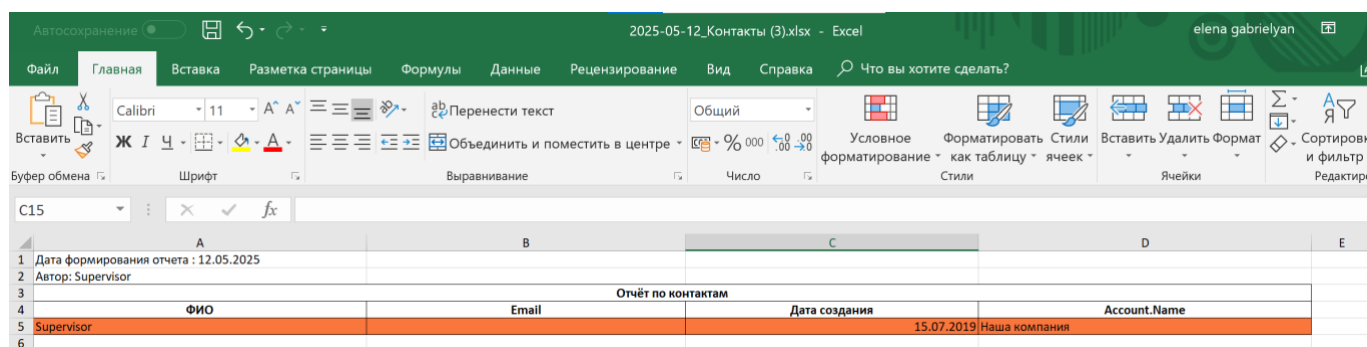 Автосохранение
2025-05-12_Контакты (3).xlsx - Excel
elena gabrielyan
Файл Главная Вставка Разметка страницы Формулы Данные Рецензирование Вид Справка Что вы хотите сделать?
Вставить
Calibri 11
Ж К Ч
Перенести текст
Объединить и поместить в центре
Общий
% 000
Условное форматирование
Форматировать как таблицу
Стили ячеек
Вставить Удалить Формат
Сортировк
и фильтр
Буфер обмена Шрифт Выравнивание Число Стили Ячейки Редактиро
C15 fx
A B C D E
1 Дата формирования отчета : 12.05.2025
2 Автор: Supervisor
3 Отчёт по контактам
4 ФИО Email Дата создания Account.Name
5 Supervisor 15.07.2019 Наша компания
6